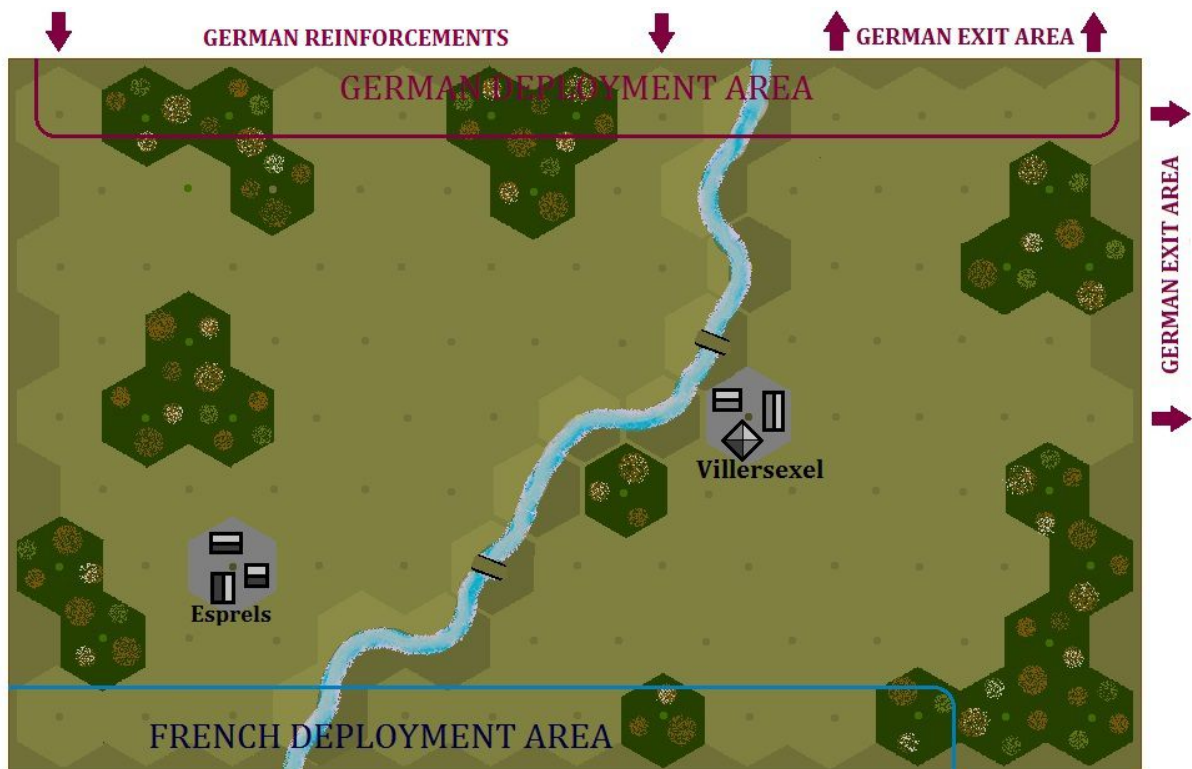 GERMAN REINFORCEMENTS
GERMAN EXIT AREA
GERMAN DEPLOYMENT AREA
GERMAN EXIT AREA
Villersexel
Esprels
FRENCH DEPLOYMENT AREA